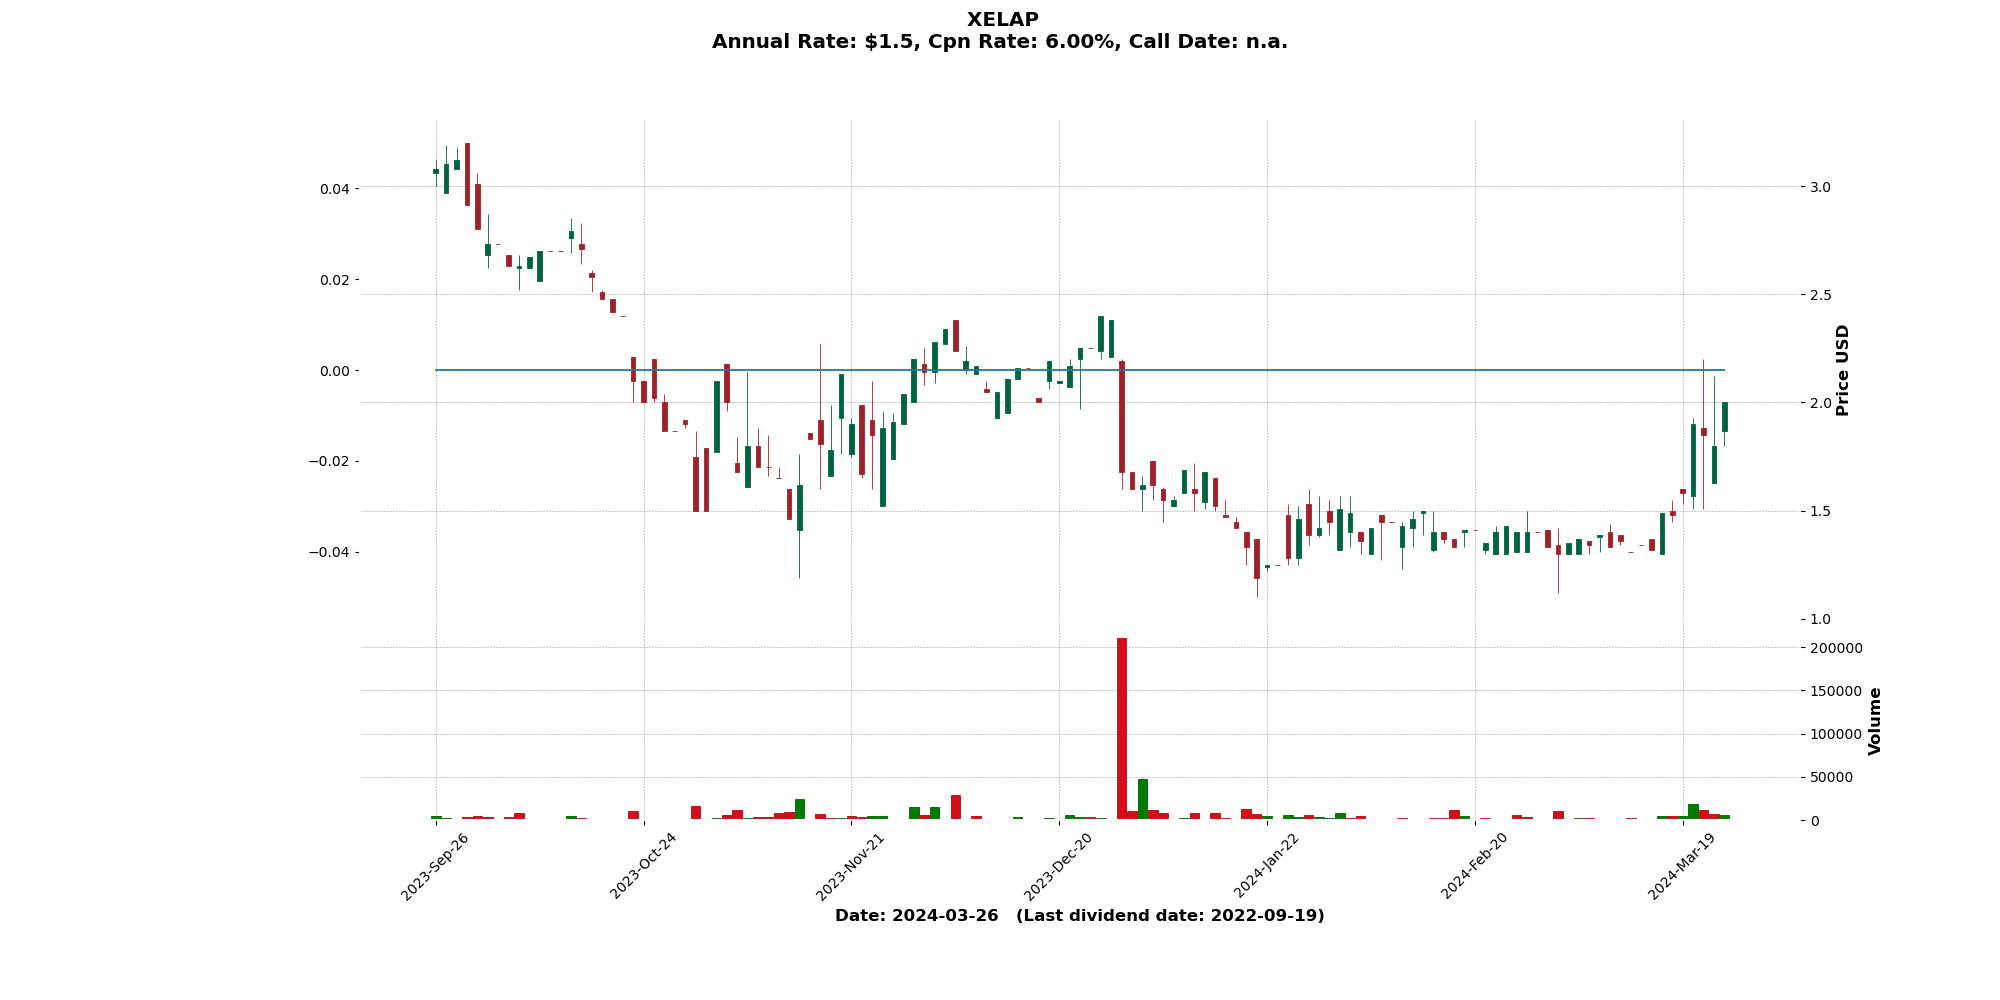 XELAP
Annual Rate: $1.5, Cpn Rate: 6.00%, Call Date: n.a.
0.04
0.02
0.00
−0.02
−0.04
3.0
2.5
2.0
1.5
1.0
Price USD
200000
150000
100000
50000
0
Volume
2023-Sep-26
2023-Oct-24
2023-Nov-21
2023-Dec-20
2024-Jan-22
2024-Feb-20
2024-Mar-19
Date: 2024-03-26   (Last dividend date: 2022-09-19)